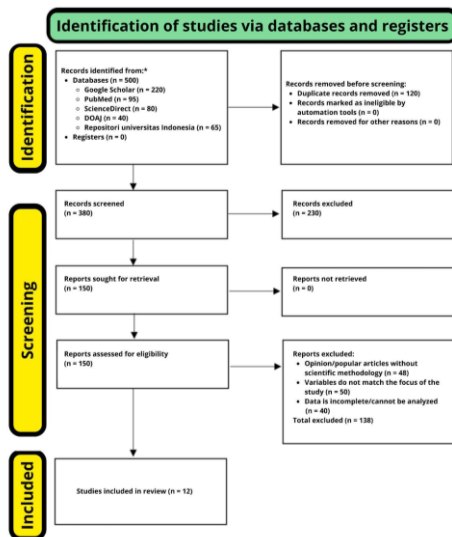 Identification of studies via databases and registers
Identification
Records identified from:*
• Databases (n = 500)
○ Google Scholar (n = 220)
○ PubMed (n = 95)
○ ScienceDirect (n = 80)
○ DOAJ (n = 40)
○ Repositori universitas Indonesia (n = 65)
• Registers (n = 0)
Records removed before screening:
• Duplicate records removed (n = 120)
• Records marked as ineligible by
automation tools (n = 0)
• Records removed for other reasons (n = 0)
Screening
Records screened
(n = 380)
Records excluded
(n = 230)
Reports sought for retrieval
(n = 150)
Reports not retrieved
(n = 0)
Reports assessed for eligibility
(n = 150)
Reports excluded:
• Opinion/popular articles without
scientific methodology (n = 48)
• Variables do not match the focus of the
study (n = 50)
• Data is incomplete/cannot be analyzed
(n = 40)
Total excluded (n = 138)
Included
Studies included in review (n = 12)